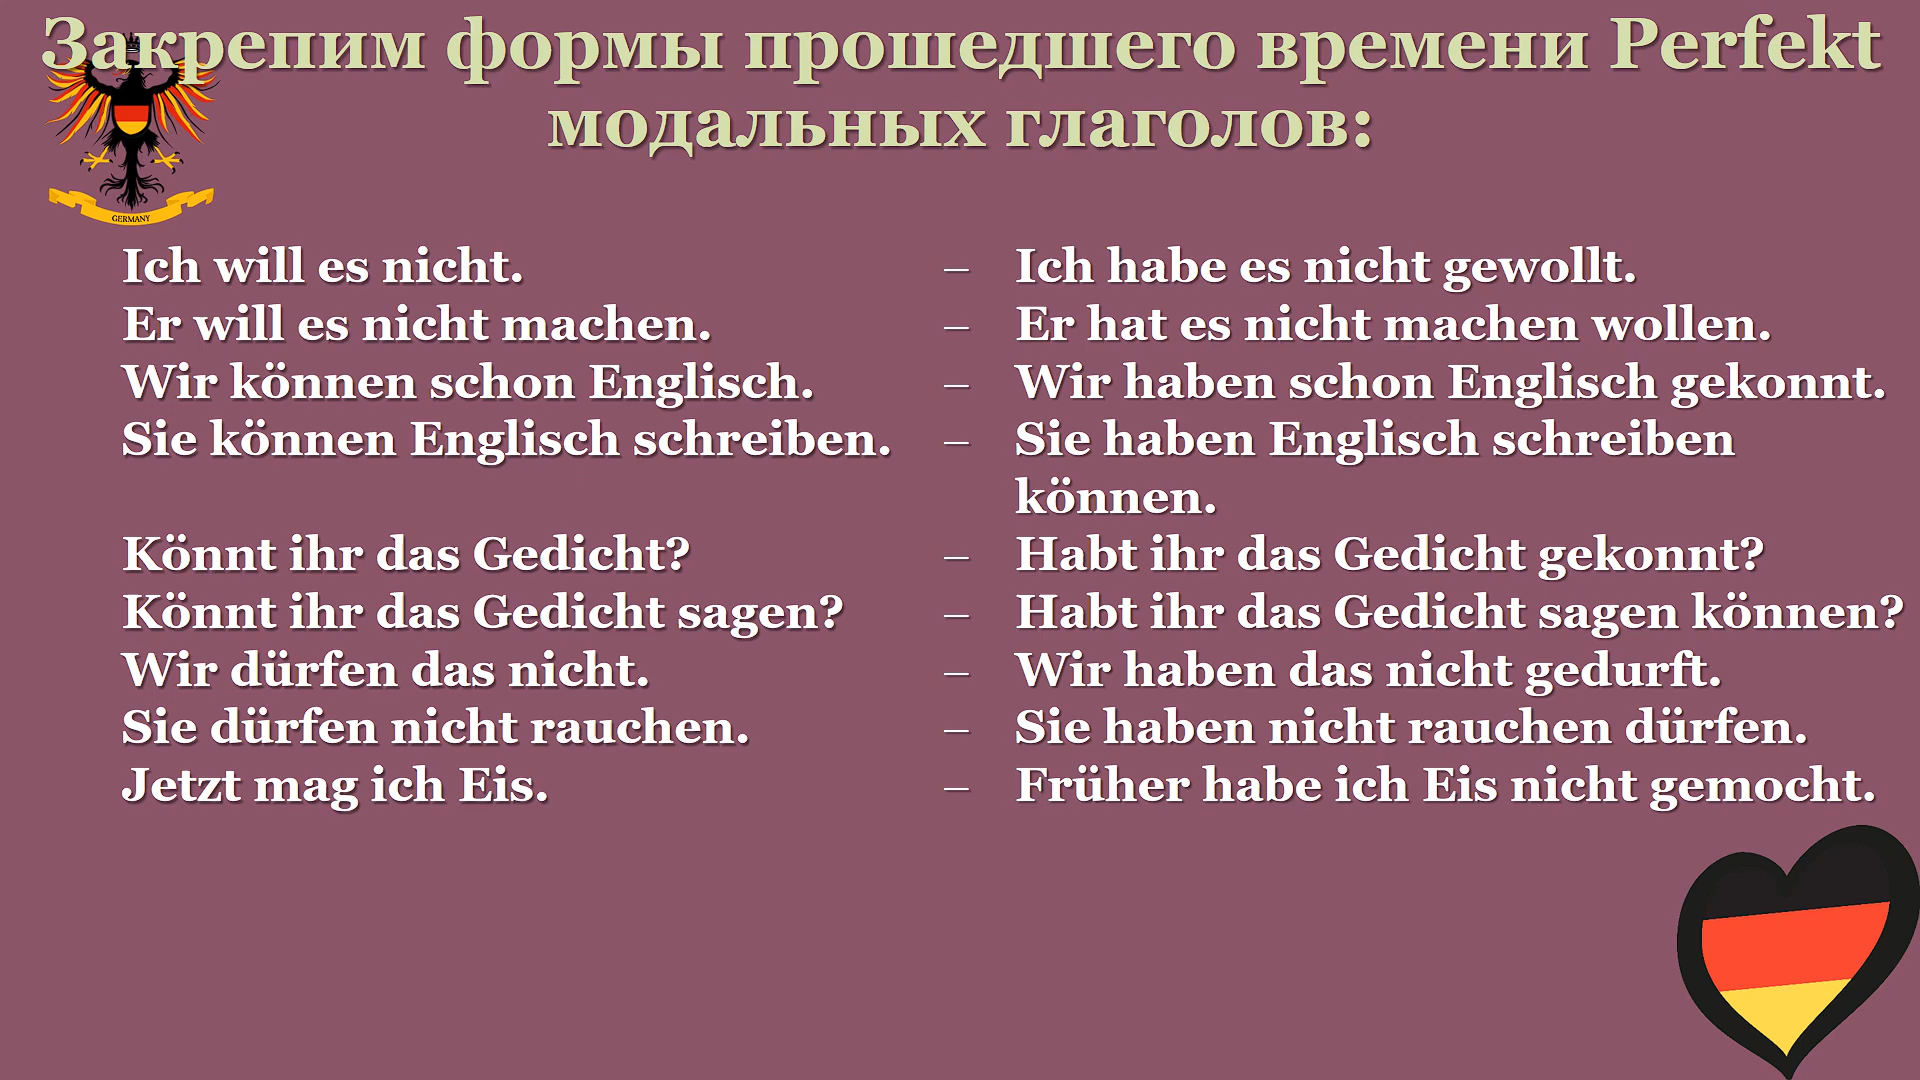 Закрепим формы прошедшего времени Perfekt
модальных глаголов:
GERMANY
Ich will es nicht. – Ich habe es nicht gewollt.
Er will es nicht machen. – Er hat es nicht machen wollen.
Wir können schon Englisch. – Wir haben schon Englisch gekonnt.
Sie können Englisch schreiben. – Sie haben Englisch schreiben
können.
Könnt ihr das Gedicht? – Habt ihr das Gedicht gekonnt?
Könnt ihr das Gedicht sagen? – Habt ihr das Gedicht sagen können?
Wir dürfen das nicht. – Wir haben das nicht gedurft.
Sie dürfen nicht rauchen. – Sie haben nicht rauchen dürfen.
Jetzt mag ich Eis. – Früher habe ich Eis nicht gemocht.